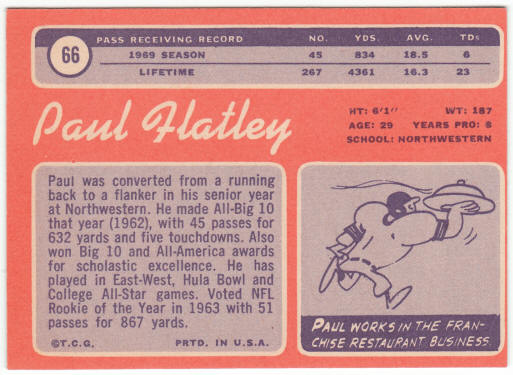 66
PASS RECEIVING RECORD NO. YDS. AVG. TDs
1969 SEASON 45 834 18.5 6
LIFETIME 267 4361 16.3 23
Paul Flatley
HT: 6'1" WT: 187
AGE: 29 YEARS PRO: 8
SCHOOL: NORTHWESTERN
Paul was converted from a running
back to a flanker in his senior year
at Northwestern. He made All-Big 10
that year (1962), with 45 passes for
632 yards and five touchdowns. Also
won Big 10 and All-America awards
for scholastic excellence. He has
played in East-West, Hula Bowl and
College All-Star games. Voted NFL
Rookie of the Year in 1963 with 51
passes for 867 yards.
©T.C.G. PRTD. IN U.S.A.
PAUL WORKS IN THE FRAN-
CHISE RESTAURANT BUSINESS.